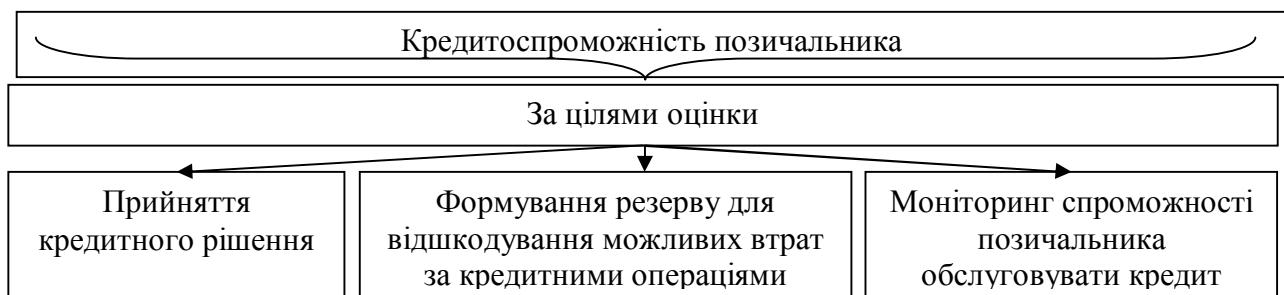 Кредитоспроможність позичальника
За цілями оцінки
Прийняття
кредитного рішення
Формування резерву для
відшкодування можливих втрат
за кредитними операціями
Моніторинг спроможності
позичальника
обслуговувати кредит